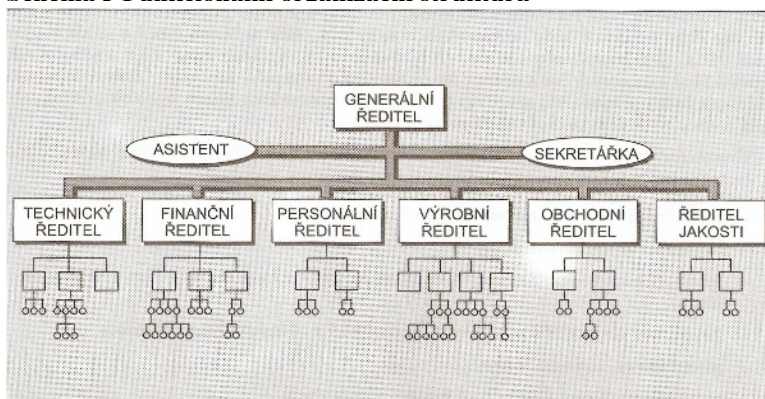 GENERÁLNÍ
ŘEDITEL
ASISTENT
SEKRETÁŘKA
TECHNICKÝ
ŘEDITEL
FINANČNÍ
ŘEDITEL
PERSONÁLNÍ
ŘEDITEL
VÝROBNÍ
ŘEDITEL
OBCHODNÍ
ŘEDITEL
ŘEDITEL
JAKOSTI